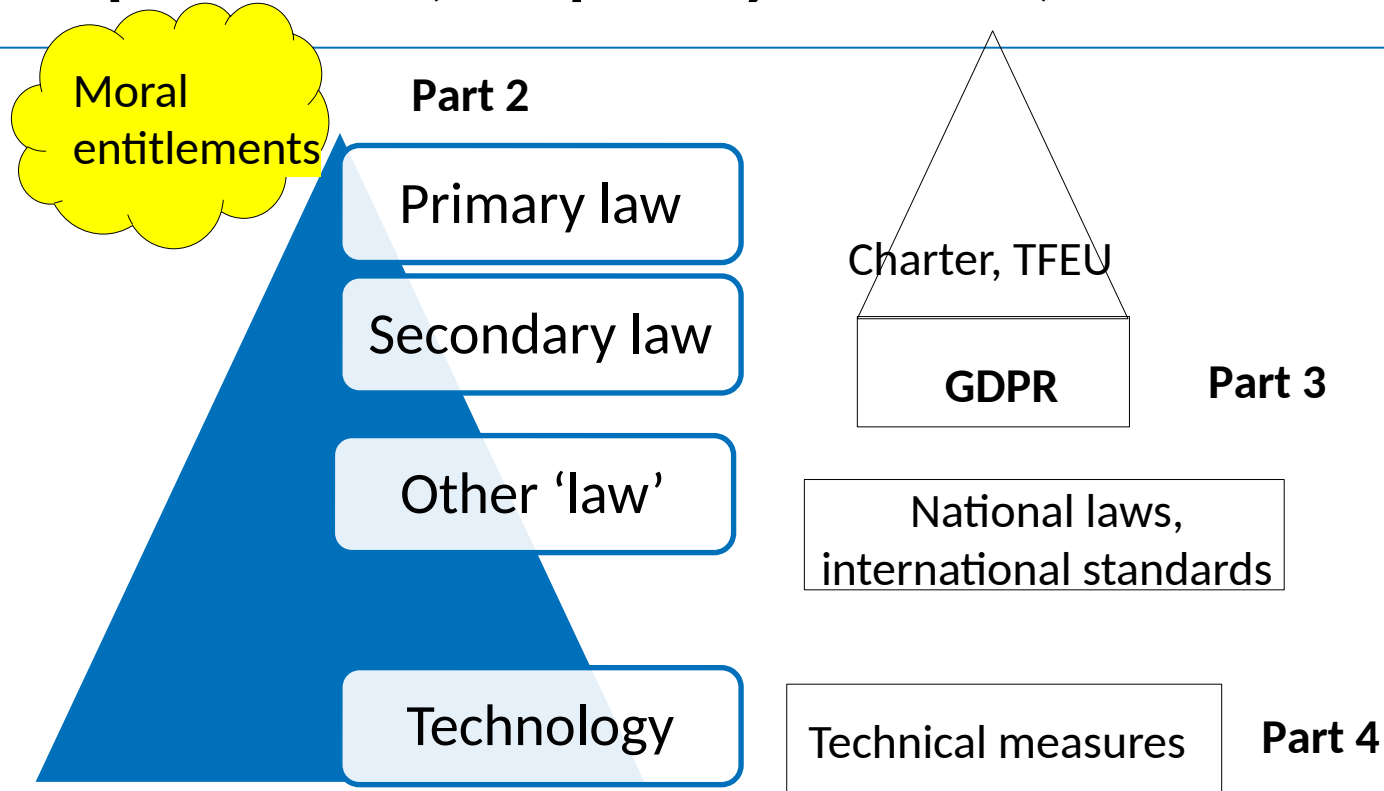 Moral
entitlements
Part 2
Primary law
Charter, TFEU
Secondary law
GDPR
Part 3
Other ‘law’
National laws,
international standards
Technology
Technical measures
Part 4